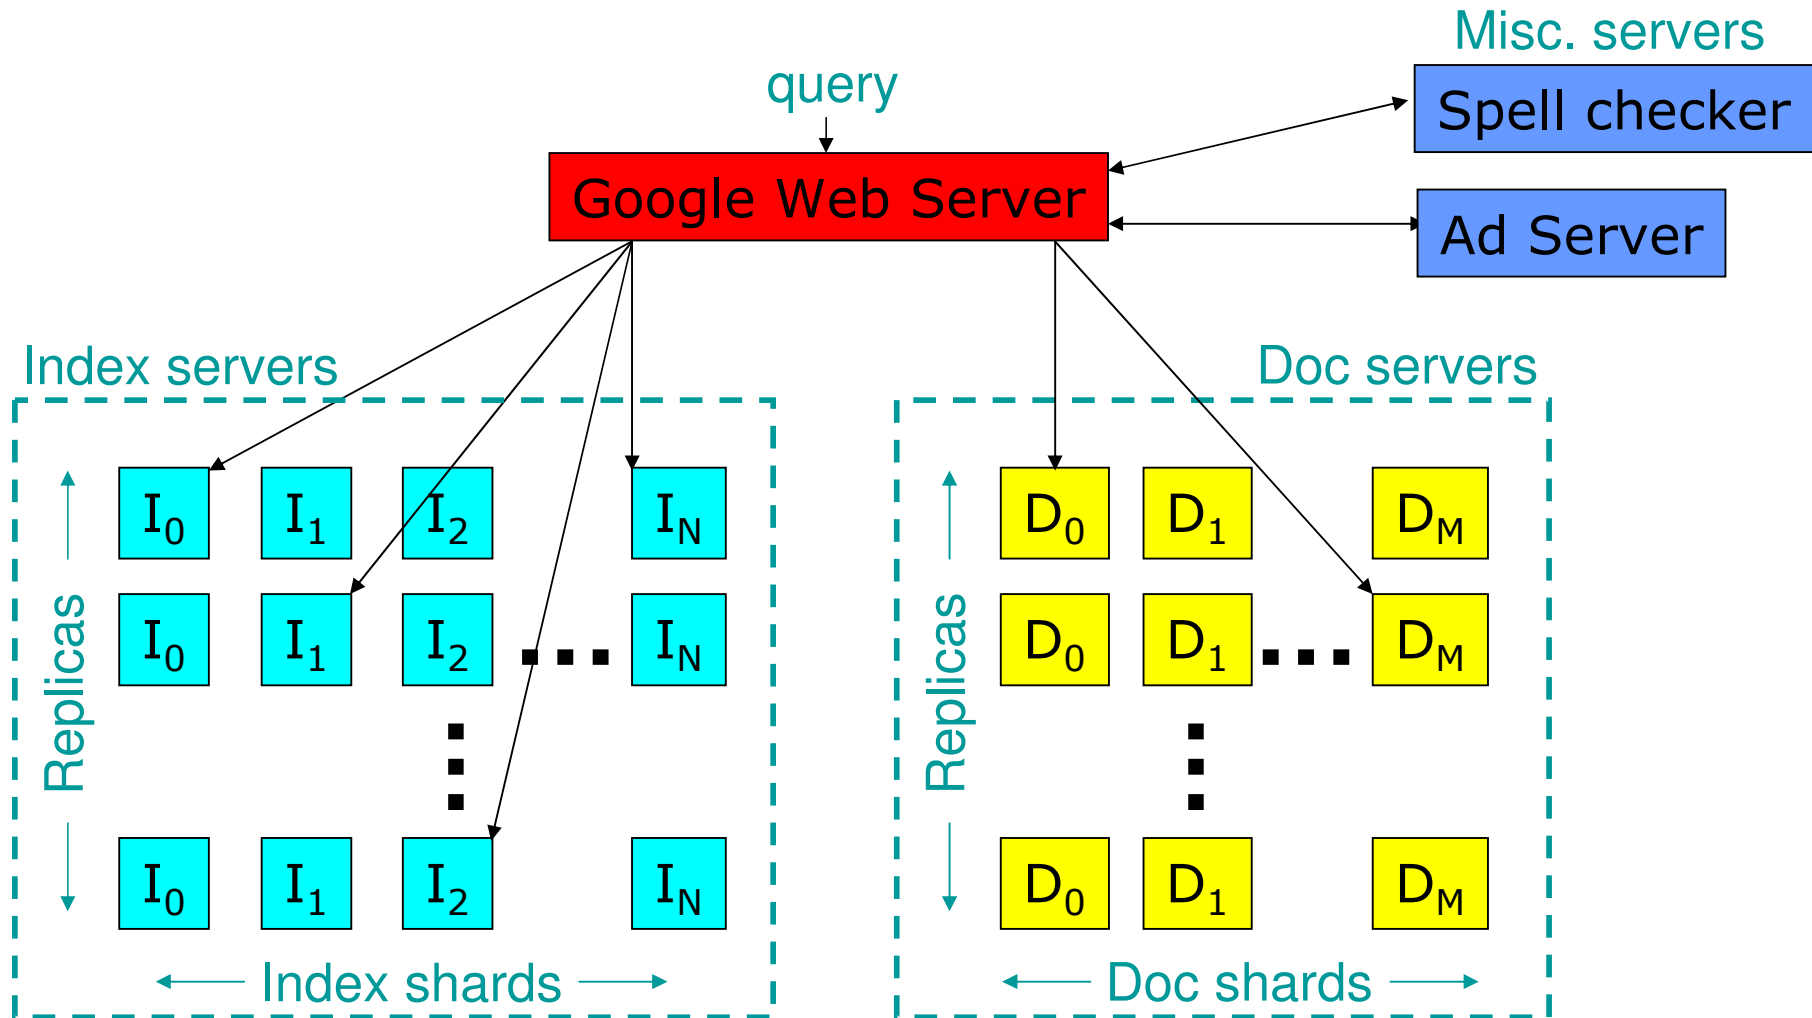 Misc. servers
query
Spell checker
Google Web Server
Ad Server
Index servers
Doc servers
I0 I1 I2 IN
D0 D1 DM
Replicas
I0 I1 I2 ... IN
Replicas
D0 D1 ... DM
I0 I1 I2 IN
D0 D1 DM
Index shards
Doc shards